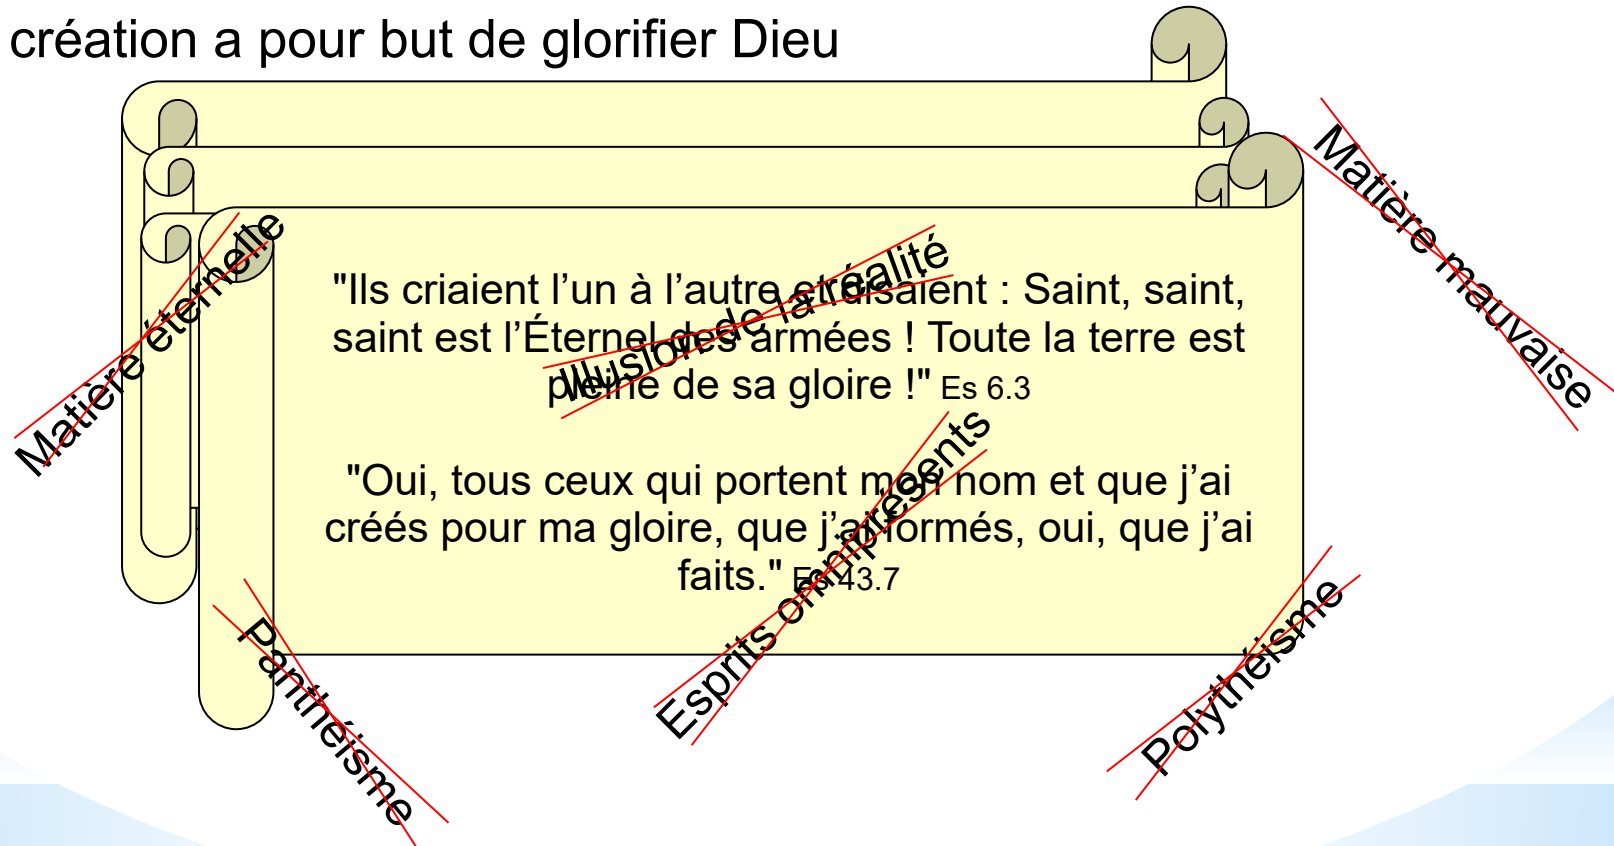 création a pour but de glorifier Dieu
Matière mauvaise
Matière éternelle
Illusion de la réalité
"Ils criaient l’un à l’autre et disaient : Saint, saint,
saint est l’Éternel des armées ! Toute la terre est
pleine de sa gloire !" Es 6.3
"Oui, tous ceux qui portent mon nom et que j’ai
créés pour ma gloire, que j’ai formés, oui, que j’ai
faits." Es 43.7
Esprits omniprésents
Panthéisme
Polythéisme